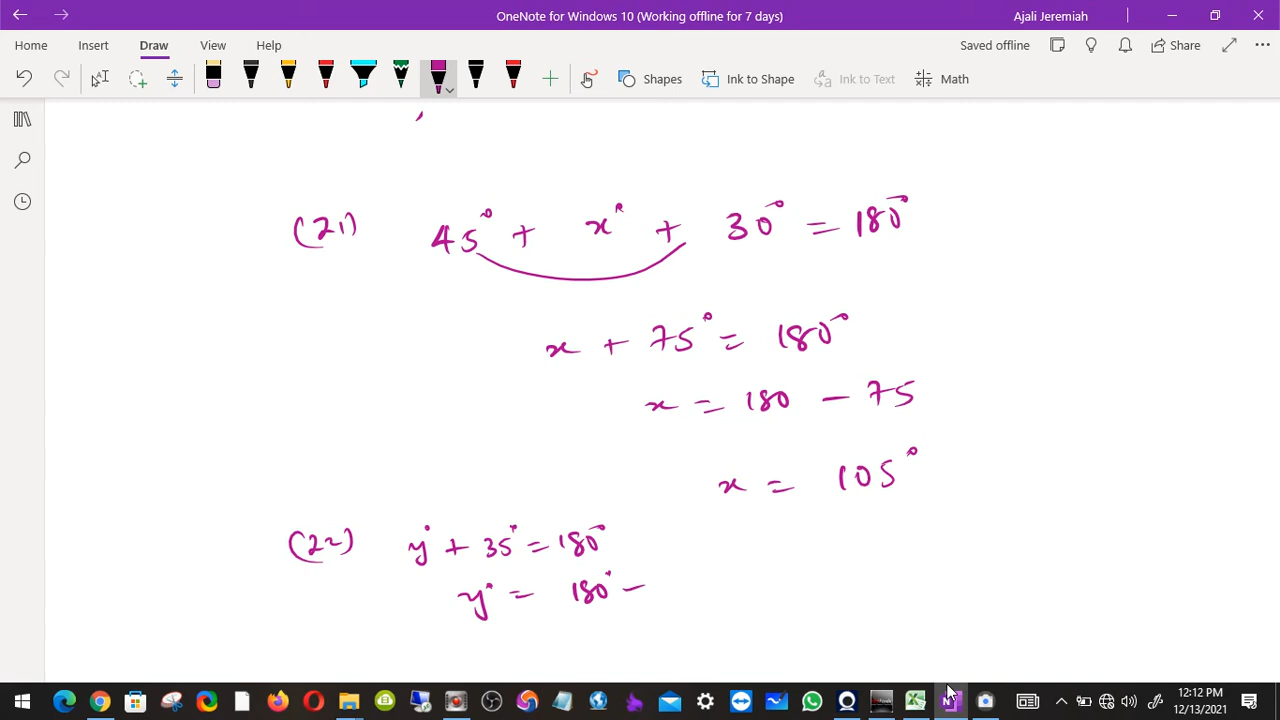 OneNote for Windows 10 (Working offline for 7 days)
Ajali Jeremiah
Home Insert Draw View Help
Saved offline
Share
Shapes
Ink to Shape
Ink to Text
Math
(21) 45° + x° + 30° = 180°
x + 75° = 180°
x = 180 - 75
x = 105°
(22) y° + 35° = 180°
y° = 180° -
12:12 PM
12/13/2021